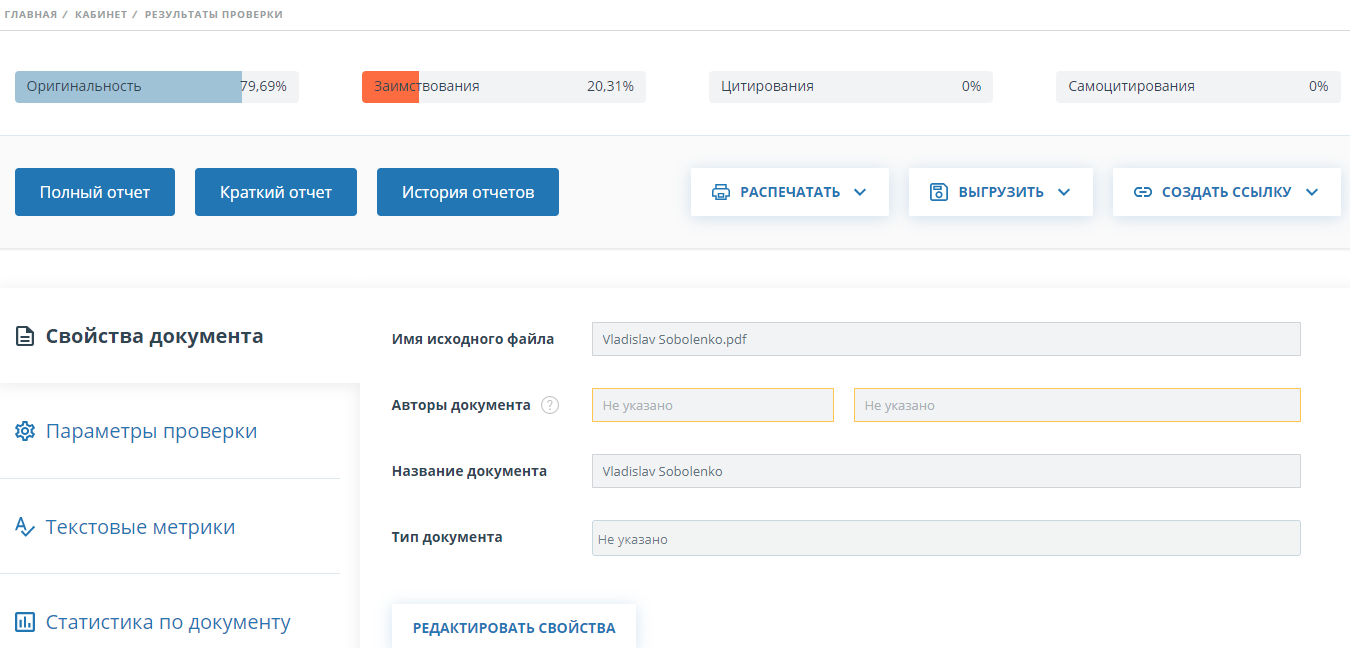 ГЛАВНАЯ / КАБИНЕТ / РЕЗУЛЬТАТЫ ПРОВЕРКИ
Оригинальность 79,69% Заимствования 20,31% Цитирования 0% Самоцитирования 0%
Полный отчет Краткий отчет История отчетов РАСПЕЧАТАТЬ ВЫГРУЗИТЬ СОЗДАТЬ ССЫЛКУ
Свойства документа
Имя исходного файла Vladislav Sobolenko.pdf
Авторы документа ? Не указано Не указано
Параметры проверки
Название документа Vladislav Sobolenko
Текстовые метрики
Тип документа Не указано
Статистика по документу
РЕДАКТИРОВАТЬ СВОЙСТВА